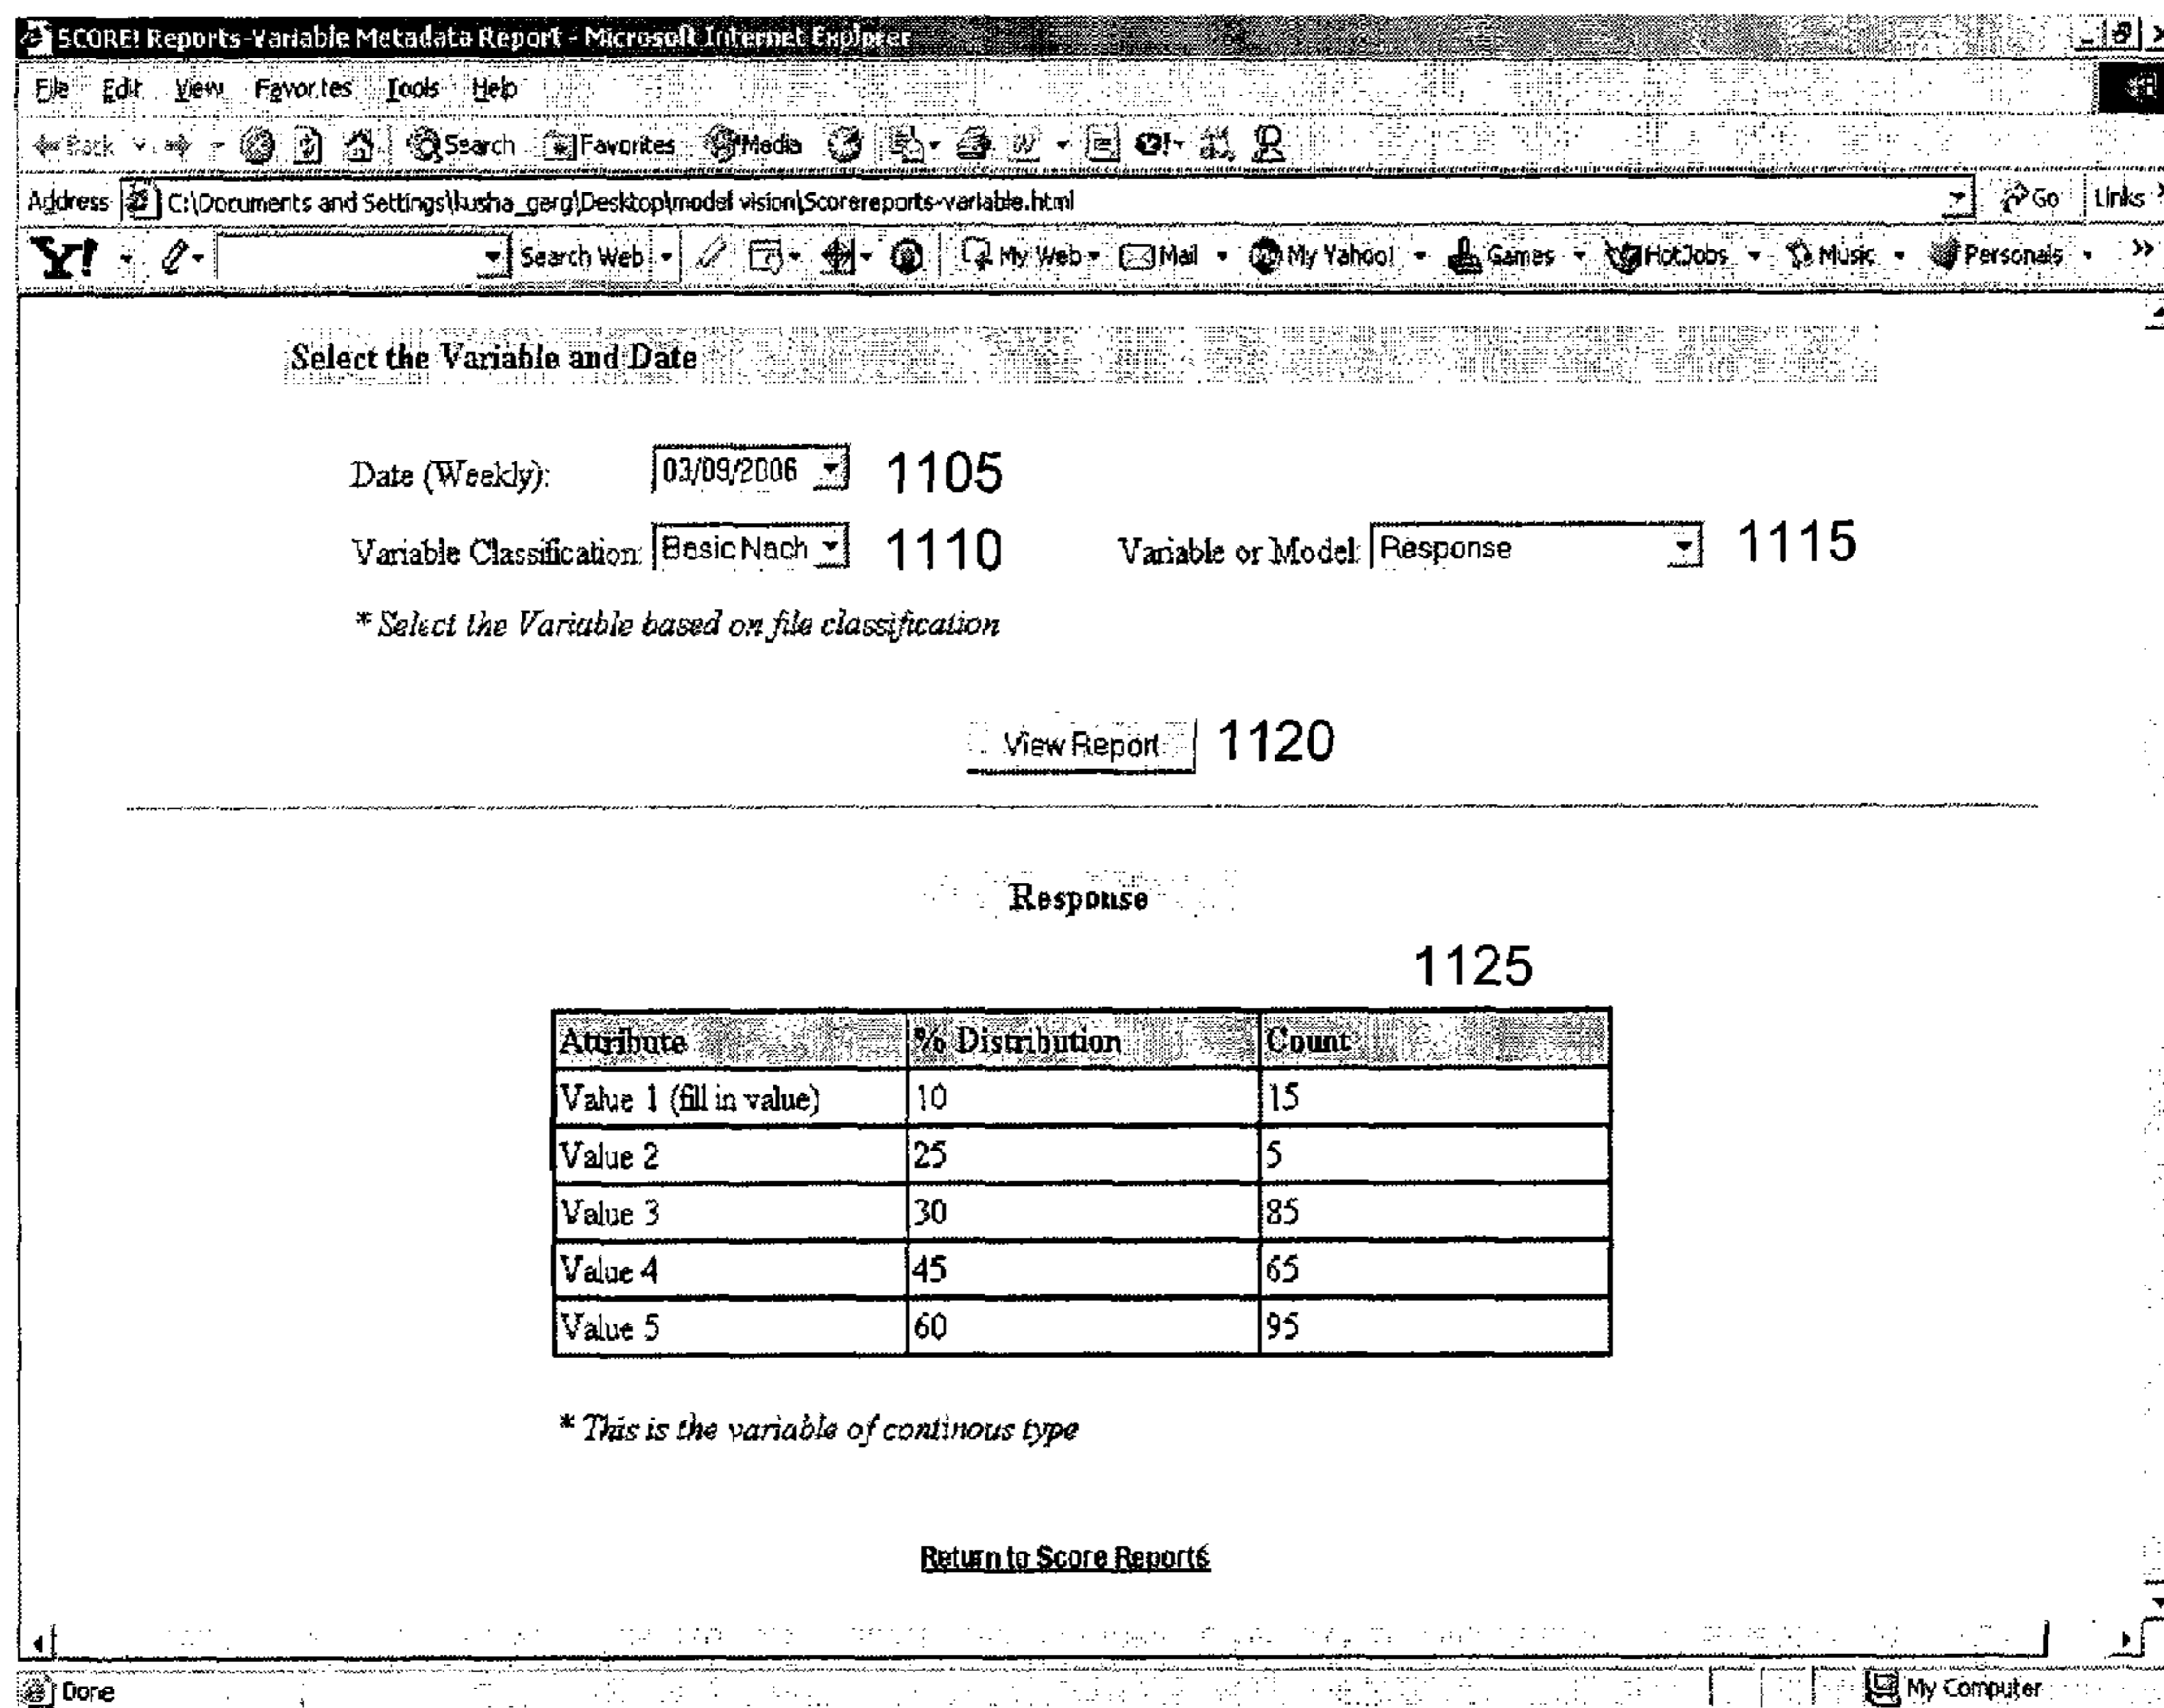 SCORE! Reports-Variable Metadata Report - Microsoft Internet Explorer
File Edit View Favorites Tools Help
Back Search Favorites Media
Address C:\Documents and Settings\kusha_garg\Desktop\model vision\Scorereports-variable.html Go Links
Y! Search Web My Web Mail My Yahoo! Games HotJobs Music Personals »
Select the Variable and Date
Date (Weekly): 03/09/2006 1105
Variable Classification: Basic Nach 1110 Variable or Model: Response 1115
* Select the Variable based on file classification
View Report 1120
Response
1125
Attribute % Distribution Count
Value 1 (fill in value) 10 15
Value 2 25 5
Value 3 30 85
Value 4 45 65
Value 5 60 95
* This is the variable of continous type
Return to Score Reports
Done My Computer